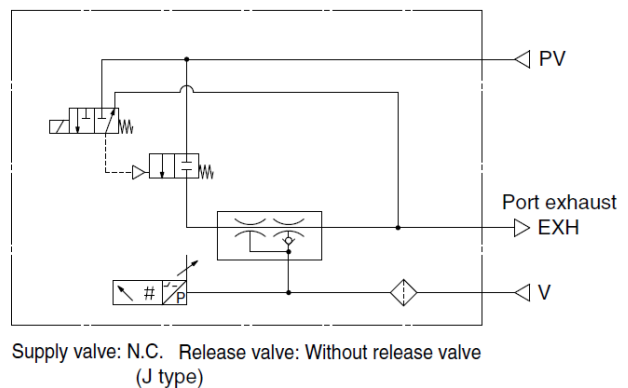 PV
Port exhaust
EXH
# P
V
Supply valve: N.C. Release valve: Without release valve
(J type)